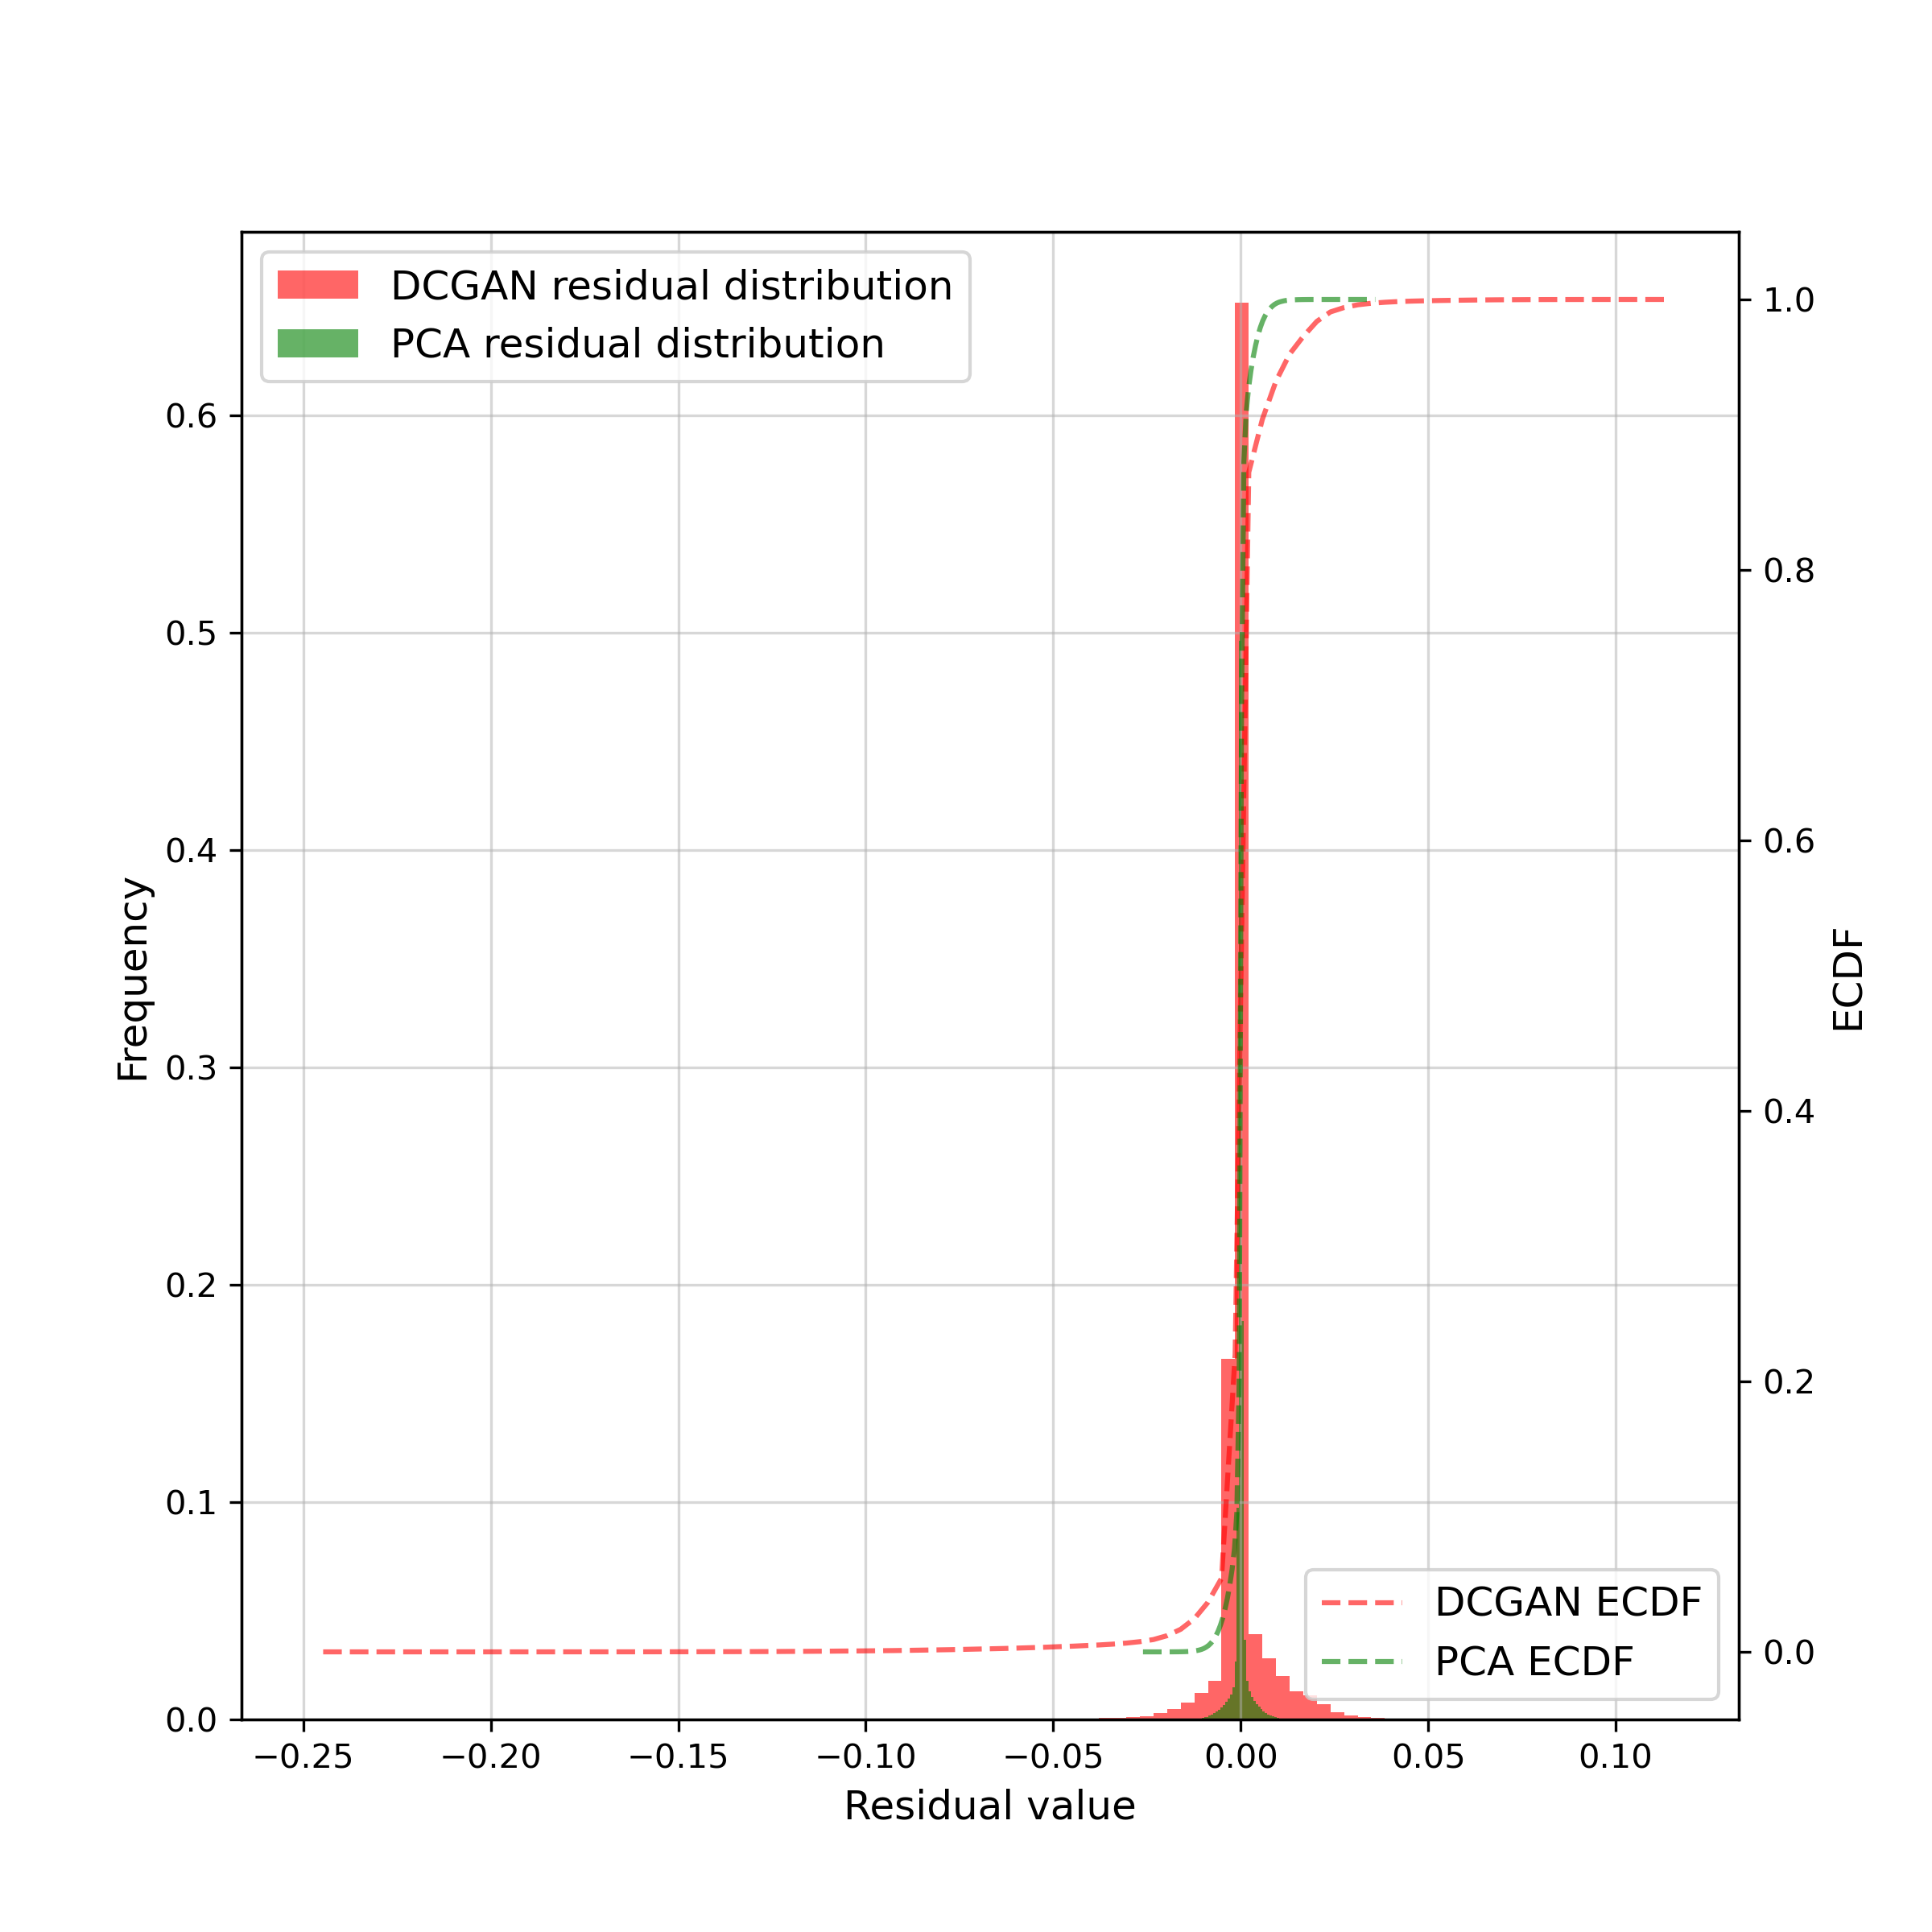 DCGAN residual distribution
PCA residual distribution
0.6
0.5
0.4
0.3
0.2
0.1
0.0
Frequency
1.0
0.8
0.6
0.4
0.2
0.0
ECDF
DCGAN ECDF
PCA ECDF
−0.25 −0.20 −0.15 −0.10 −0.05 0.00 0.05 0.10
Residual value